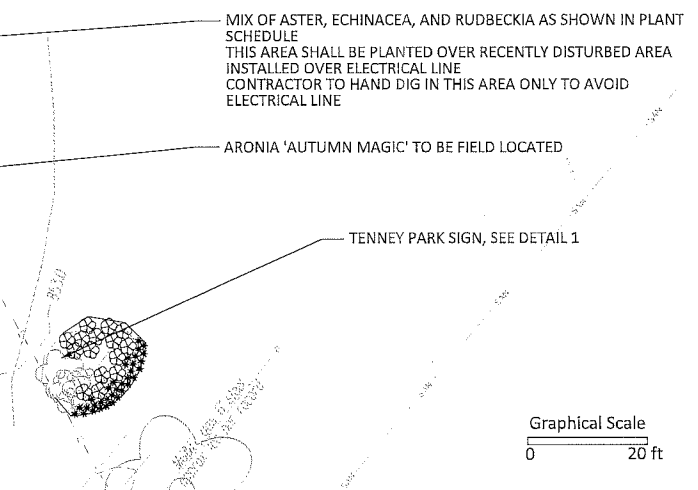 MIX OF ASTER, ECHINACEA, AND RUDBECKIA AS SHOWN IN PLANT
SCHEDULE
THIS AREA SHALL BE PLANTED OVER RECENTLY DISTURBED AREA
INSTALLED OVER ELECTRICAL LINE
CONTRACTOR TO HAND DIG IN THIS AREA ONLY TO AVOID
ELECTRICAL LINE
ARONIA 'AUTUMN MAGIC' TO BE FIELD LOCATED
TENNEY PARK SIGN, SEE DETAIL 1
853.0
Graphical Scale
0 20 ft